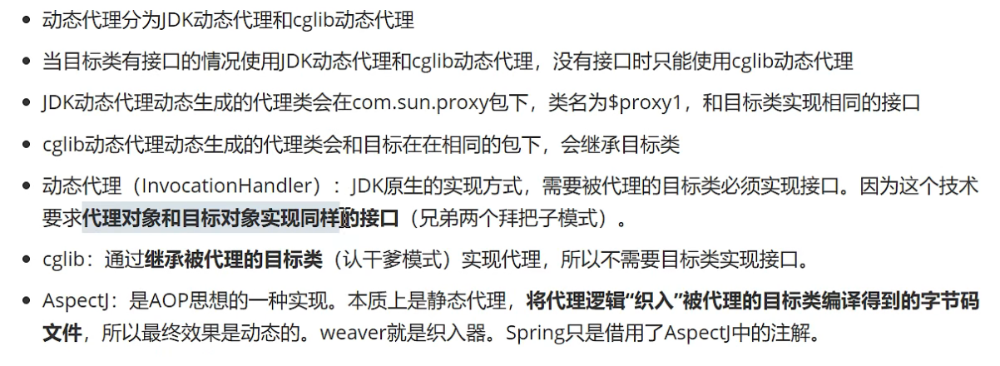 动态代理分为JDK动态代理和cglib动态代理
当目标类有接口的情况使用JDK动态代理和cglib动态代理，没有接口时只能使用cglib动态代理
JDK动态代理动态生成的代理类会在com.sun.proxy包下，类名为$proxy1，和目标类实现相同的接口
cglib动态代理动态生成的代理类会和目标在在相同的包下，会继承目标类
动态代理（InvocationHandler）：JDK原生的实现方式，需要被代理的目标类必须实现接口。因为这个技术
要求代理对象和目标对象实现同样的接口（兄弟两个拜把子模式）。
cglib：通过继承被代理的目标类（认干爹模式）实现代理，所以不需要目标类实现接口。
AspectJ：是AOP思想的一种实现。本质上是静态代理，将代理逻辑“织入”被代理的目标类编译得到的字节码
文件，所以最终效果是动态的。weaver就是织入器。Spring只是借用了AspectJ中的注解。